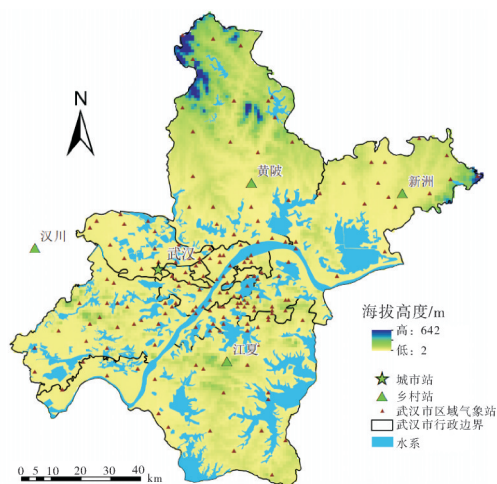 N
黄陂
新洲
汉川
武汉
江夏
海拔高度/m
高：642
低：2
城市站
乡村站
武汉市区域气象站
武汉市行政边界
水系
0 5 10 20 30 40
km